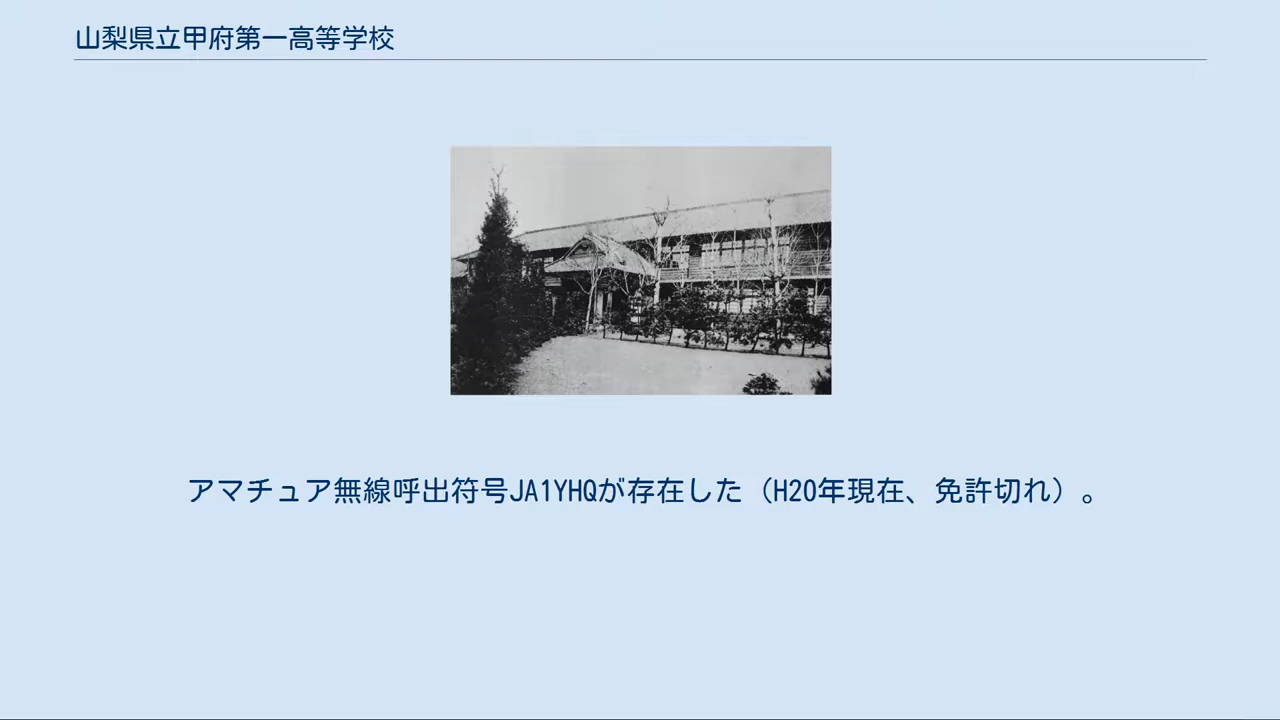 山梨県立甲府第一高等学校
アマチュア無線呼出符号JA1YHQが存在した（H20年現在、免許切れ）。